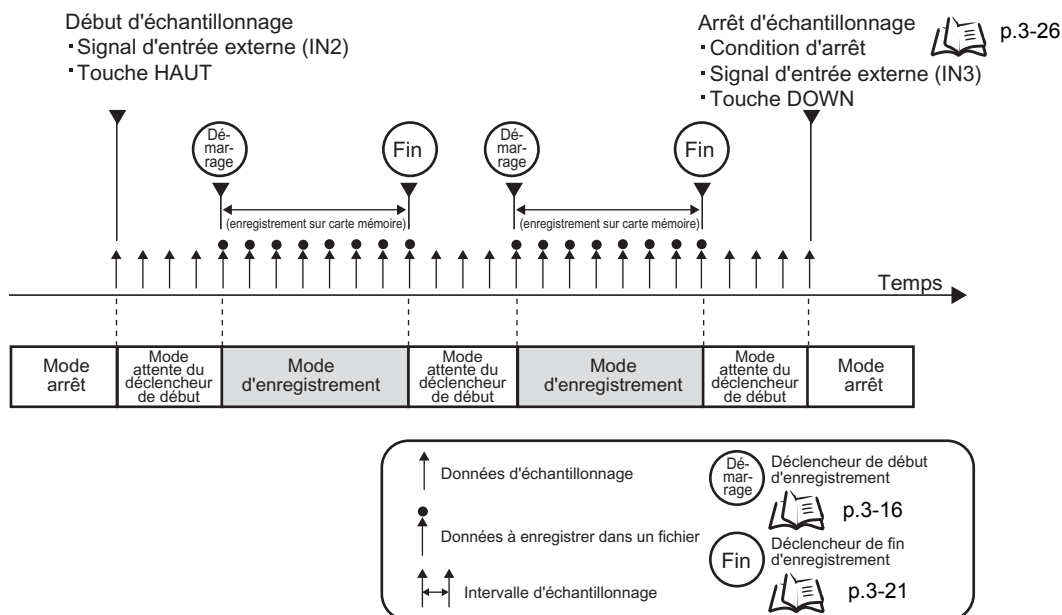 Début d'échantillonnage
・Signal d'entrée externe (IN2)
・Touche HAUT
Arrêt d'échantillonnage
・Condition d'arrêt
・Signal d'entrée externe (IN3)
・Touche DOWN
p.3-26
Dé-
mar-
rage
Fin
Dé-
mar-
rage
Fin
(enregistrement sur carte mémoire)
(enregistrement sur carte mémoire)
Temps
Mode
arrêt
Mode
attente du
déclencheur
de début
Mode
d'enregistrement
Mode
attente du
déclencheur
de début
Mode
d'enregistrement
Mode
attente du
déclencheur
de début
Mode
arrêt
Données d'échantillonnage
Données à enregistrer dans un fichier
Intervalle d'échantillonnage
Dé-
mar-
rage
Déclencheur de début
d'enregistrement
p.3-16
Fin
Déclencheur de fin
d'enregistrement
p.3-21